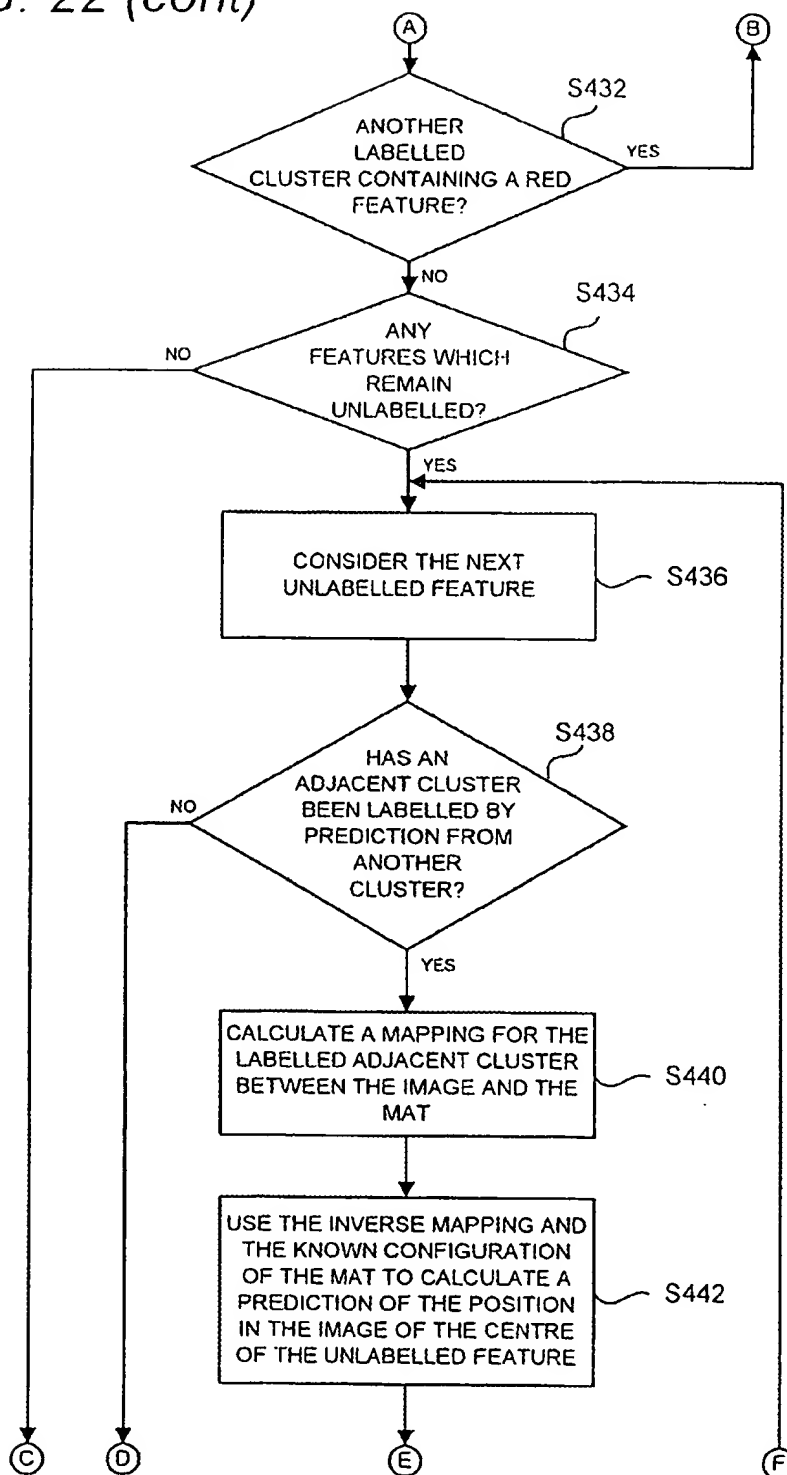 G. 22 (cont)
A
B
S432
ANOTHER
LABELLED
CLUSTER CONTAINING A RED
FEATURE?
YES
NO
S434
ANY
FEATURES WHICH
REMAIN
UNLABELLED?
NO
YES
CONSIDER THE NEXT
UNLABELLED FEATURE
S436
S438
HAS AN
ADJACENT CLUSTER
BEEN LABELLED BY
PREDICTION FROM
ANOTHER
CLUSTER?
NO
YES
CALCULATE A MAPPING FOR THE
LABELLED ADJACENT CLUSTER
BETWEEN THE IMAGE AND THE
MAT
S440
USE THE INVERSE MAPPING AND
THE KNOWN CONFIGURATION
OF THE MAT TO CALCULATE A
PREDICTION OF THE POSITION
IN THE IMAGE OF THE CENTRE
OF THE UNLABELLED FEATURE
S442
C
D
E
F